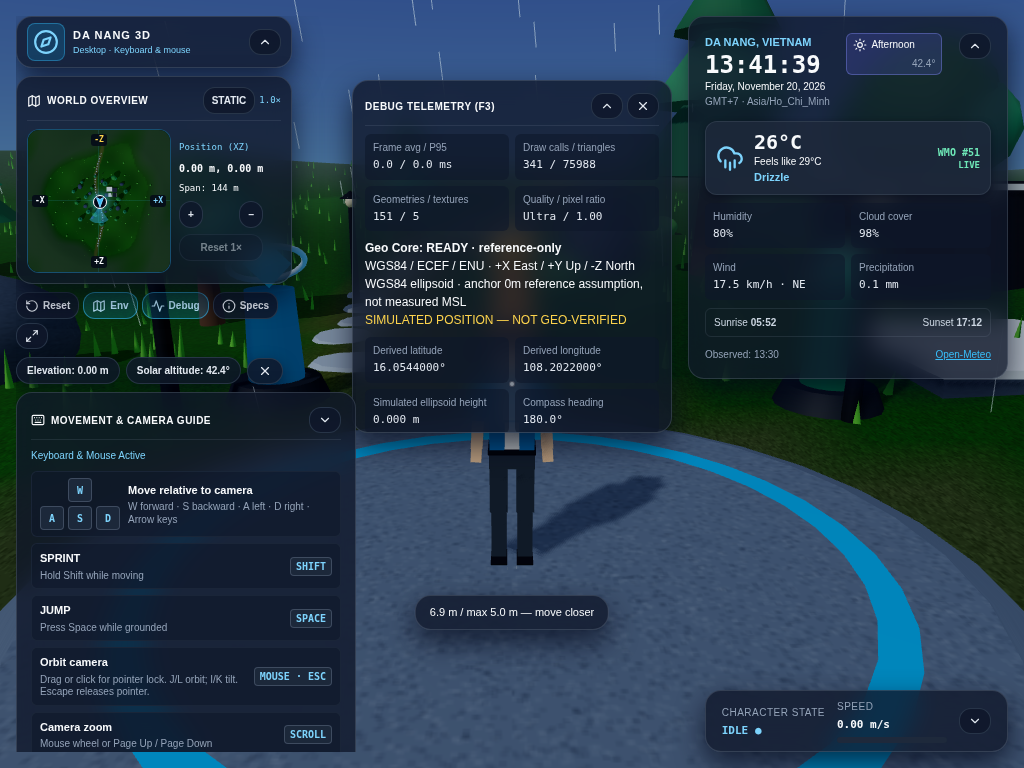 DA NANG 3D
Desktop · Keyboard & mouse
WORLD OVERVIEW
STATIC
1.0×
-Z
-X
+X
+Z
Position (XZ)
0.00 m, 0.00 m
Span: 144 m
+
−
Reset 1×
Reset
Env
Debug
Specs
Elevation: 0.00 m
Solar altitude: 42.4°
MOVEMENT & CAMERA GUIDE
Keyboard & Mouse Active
W
A S D
Move relative to camera
W forward · S backward · A left · D right ·
Arrow keys
SPRINT
Hold Shift while moving
SHIFT
JUMP
Press Space while grounded
SPACE
Orbit camera
Drag or click for pointer lock. J/L orbit; I/K tilt.
Escape releases pointer.
MOUSE · ESC
Camera zoom
Mouse wheel or Page Up / Page Down
SCROLL
DEBUG TELEMETRY (F3)
Frame avg / P95
0.0 / 0.0 ms
Draw calls / triangles
341 / 75988
Geometries / textures
151 / 5
Quality / pixel ratio
Ultra / 1.00
Geo Core: READY · reference-only
WGS84 / ECEF / ENU · +X East / +Y Up / -Z North
WGS84 ellipsoid · anchor 0m reference assumption,
not measured MSL
SIMULATED POSITION — NOT GEO-VERIFIED
Derived latitude
16.0544000°
Derived longitude
108.2022000°
Simulated ellipsoid height
0.000 m
Compass heading
180.0°
6.9 m / max 5.0 m — move closer
DA NANG, VIETNAM
13:41:39
Friday, November 20, 2026
GMT+7 · Asia/Ho_Chi_Minh
Afternoon
42.4°
26°C
Feels like 29°C
Drizzle
WMO #51
LIVE
Humidity
80%
Cloud cover
98%
Wind
17.5 km/h · NE
Precipitation
0.1 mm
Sunrise 05:52
Sunset 17:12
Observed: 13:30
Open-Meteo
CHARACTER STATE
IDLE
SPEED
0.00 m/s